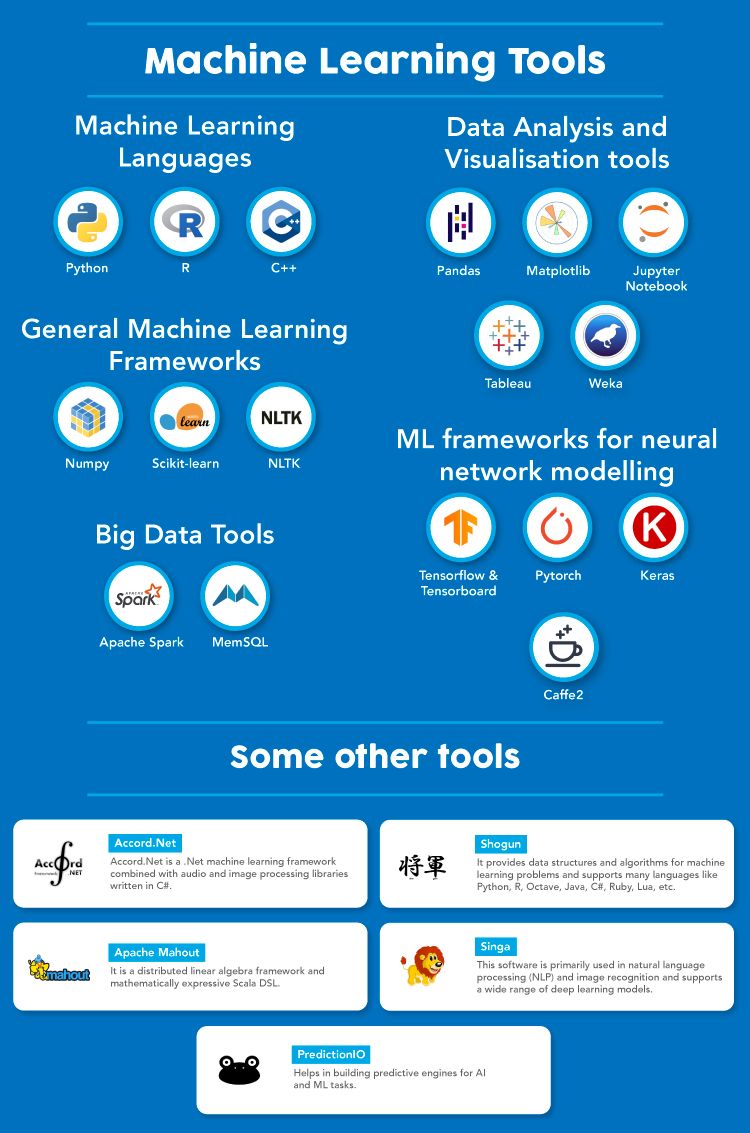 Machine Learning Tools
Machine Learning
Languages
Python
R
R
C++
C
++
General Machine Learning
Frameworks
Numpy
learn
Scikit-learn
NLTK
NLTK
Big Data Tools
APACHE
Spark
Apache Spark
MemSQL
Data Analysis and
Visualisation tools
Pandas
Matplotlib
Jupyter
Notebook
Tableau
Weka
ML frameworks for neural
network modelling
Tensorflow &
Tensorboard
Pytorch
K
Keras
Caffe2
Some other tools
Accord
Framework
.NET
Accord.Net
Accord.Net is a .Net machine learning framework
combined with audio and image processing libraries
written in C#.
将軍
Shogun
It provides data structures and algorithms for machine
learning problems and supports many languages like
Python, R, Octave, Java, C#, Ruby, Lua, etc.
mahout
Apache Mahout
It is a distributed linear algebra framework and
mathematically expressive Scala DSL.
Singa
This software is primarily used in natural language
processing (NLP) and image recognition and supports
a wide range of deep learning models.
PredictionIO
Helps in building predictive engines for AI
and ML tasks.